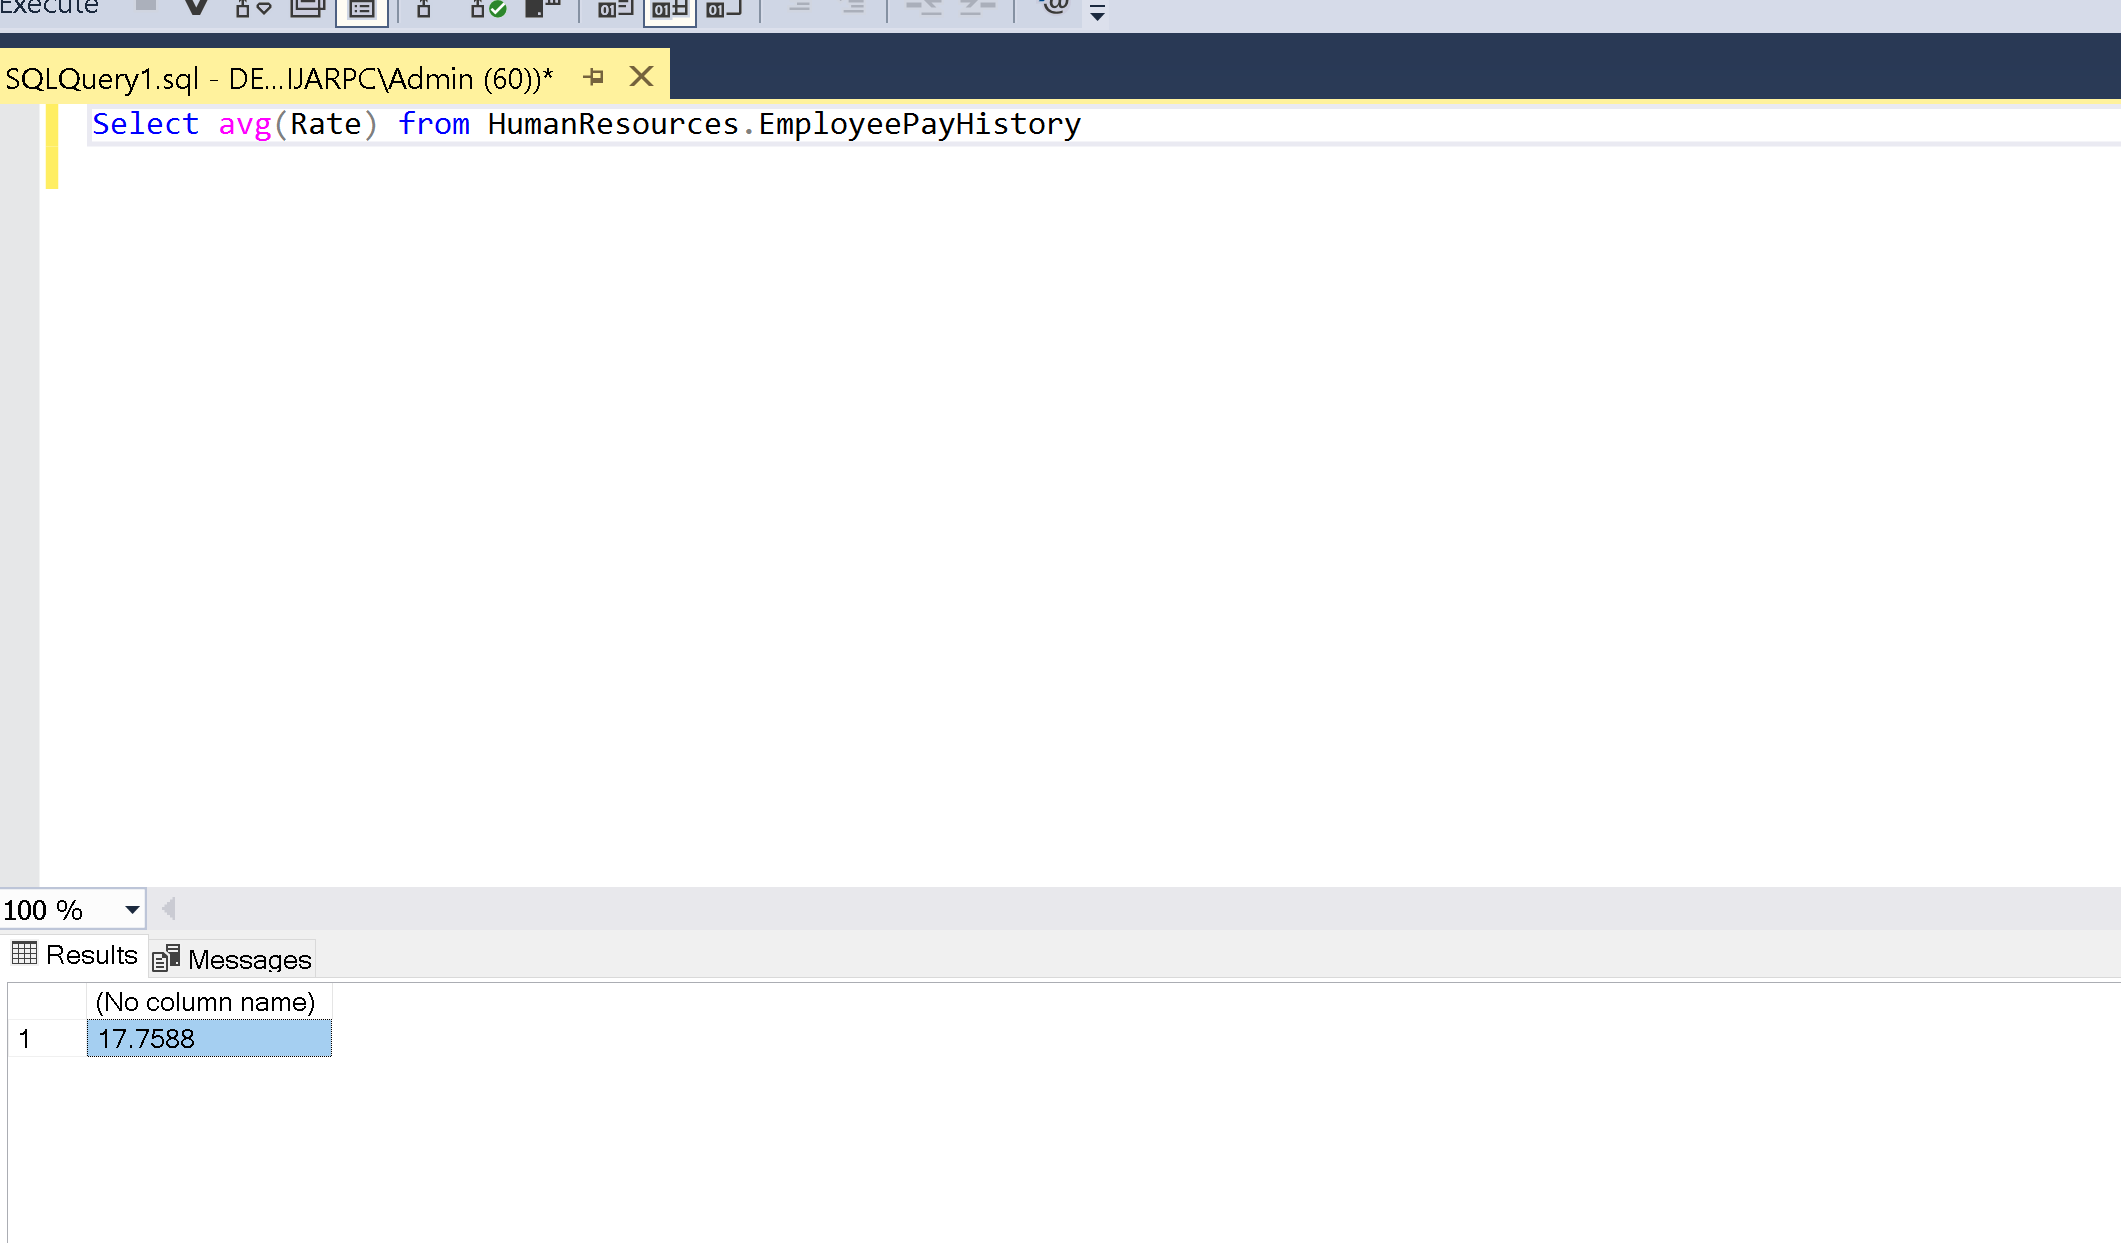 Execute
SQLQuery1.sql - DE...IJARPC\Admin (60))*
Select avg(Rate) from HumanResources.EmployeePayHistory
100 %
Results
Messages
(No column name)
1
17.7588